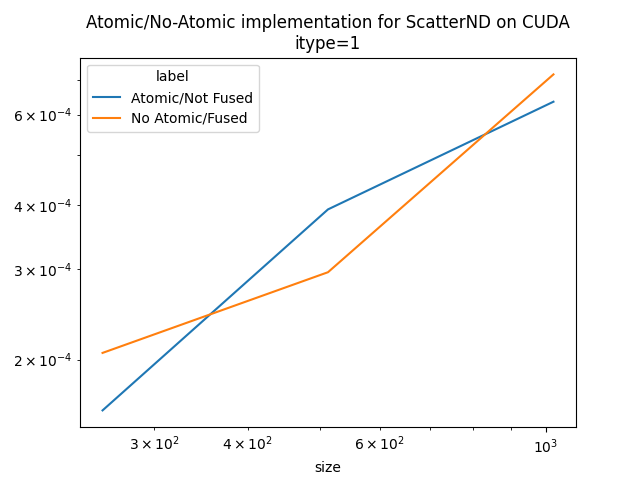 Atomic/No-Atomic implementation for ScatterND on CUDA
itype=1
label
Atomic/Not Fused
No Atomic/Fused
6 × 10⁻⁴
4 × 10⁻⁴
3 × 10⁻⁴
2 × 10⁻⁴
3 × 10² 4 × 10² 6 × 10² 10³
size